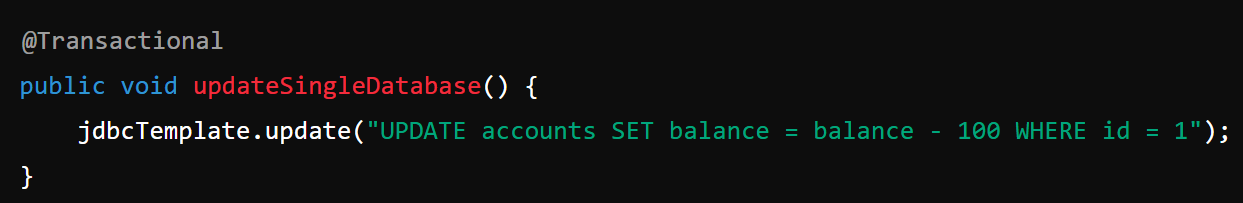 @Transactional
public void updateSingleDatabase() {
    jdbcTemplate.update("UPDATE accounts SET balance = balance - 100 WHERE id = 1");
}